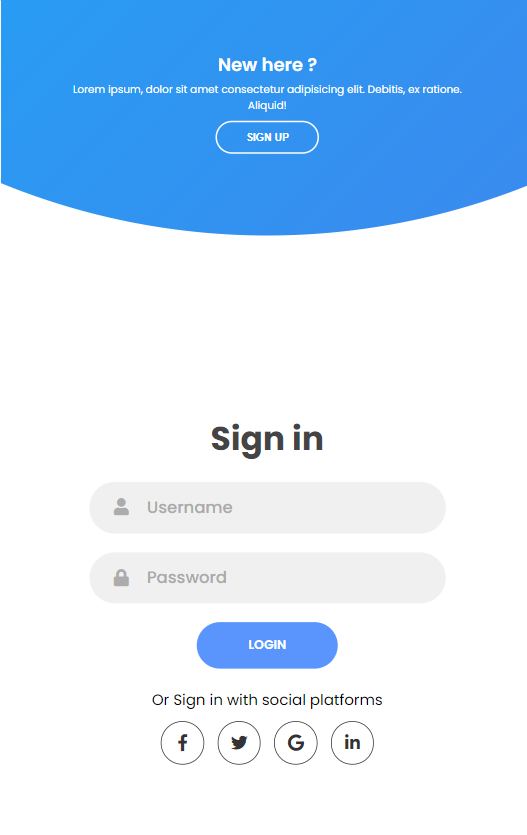 New here ?
Lorem ipsum, dolor sit amet consectetur adipisicing elit. Debitis, ex ratione.
Aliquid!
SIGN UP
Sign in
Username
Password
LOGIN
Or Sign in with social platforms